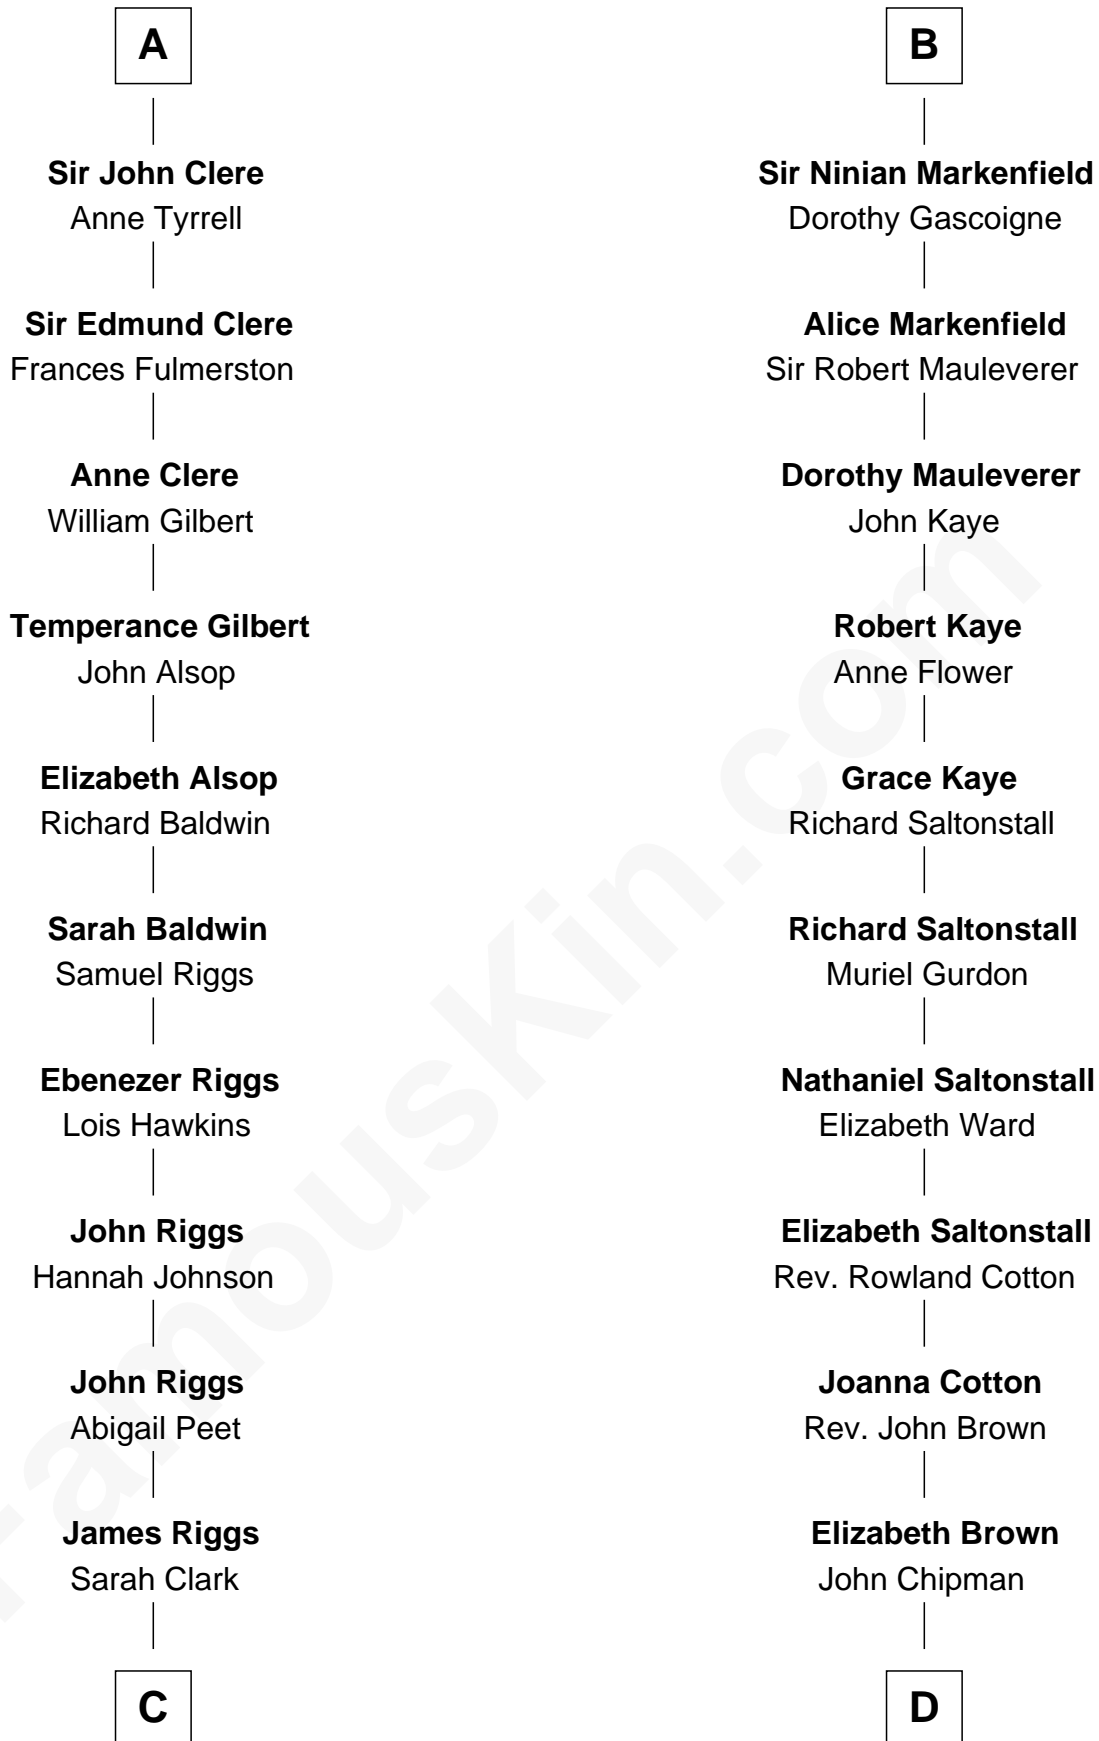 A
Sir John Clere
Anne Tyrrell
Sir Edmund Clere
Frances Fulmerston
Anne Clere
William Gilbert
Temperance Gilbert
John Alsop
Elizabeth Alsop
Richard Baldwin
Sarah Baldwin
Samuel Riggs
Ebenezer Riggs
Lois Hawkins
John Riggs
Hannah Johnson
John Riggs
Abigail Peet
James Riggs
Sarah Clark
C
B
Sir Ninian Markenfield
Dorothy Gascoigne
Alice Markenfield
Sir Robert Mauleverer
Dorothy Mauleverer
John Kaye
Robert Kaye
Anne Flower
Grace Kaye
Richard Saltonstall
Richard Saltonstall
Muriel Gurdon
Nathaniel Saltonstall
Elizabeth Ward
Elizabeth Saltonstall
Rev. Rowland Cotton
Joanna Cotton
Rev. John Brown
Elizabeth Brown
John Chipman
D
FamousKin.com